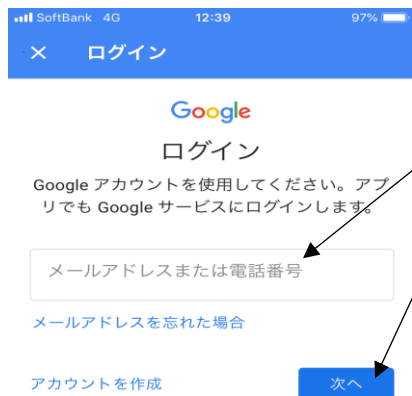 SoftBank 4G 12:39 97%
× ログイン
Google
ログイン
Google アカウントを使用してください。アプ
リでも Google サービスにログインします。
メールアドレスまたは電話番号
メールアドレスを忘れた場合
アカウントを作成 次へ